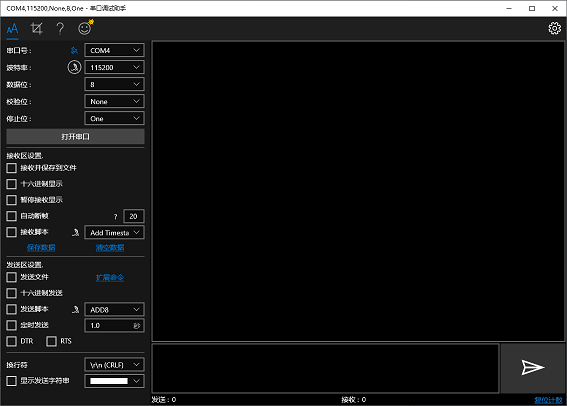 COM4,115200,None,8,One - 串口调试助手
AA
串口号： COM4
波特率： 115200
数据位： 8
校验位： None
停止位： One
打开串口
接收区设置.
接收并保存到文件
十六进制显示
暂停接收显示
自动断帧 ? 20
接收脚本 Add Timesta
保存数据 清空数据
发送区设置.
发送文件 扩展命令
十六进制发送
发送脚本 ADD8
定时发送 1.0 秒
DTR RTS
换行符 \r\n (CRLF)
显示发送字符串
发送：0 接收：0 复位计数